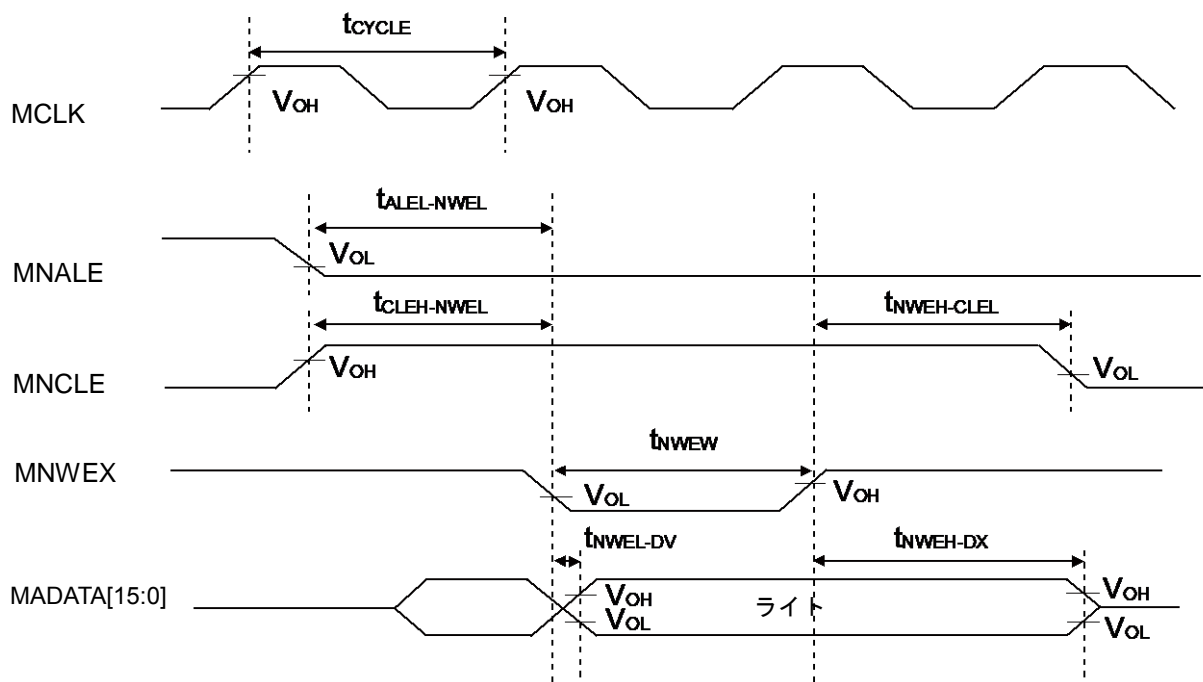 tCYCLE
MCLK
VOH
VOH
tALEL-NWEL
MNALE
VOL
tCLEH-NWEL
tNWEH-CLEL
MNCLE
VOH
VOL
tNWEW
MNWEX
VOL
VOH
tNWEL-DV
tNWEH-DX
MADATA[15:0]
VOH
ライト
VOH
VOL
VOL